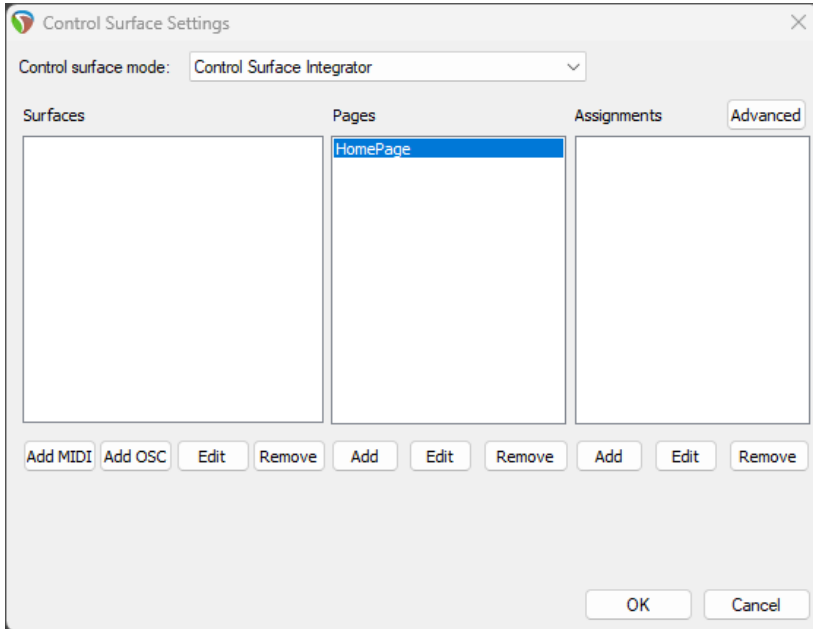 Control Surface Settings
Control surface mode: Control Surface Integrator
Surfaces Pages Assignments Advanced
HomePage
Add MIDI Add OSC Edit Remove Add Edit Remove Add Edit Remove
OK Cancel